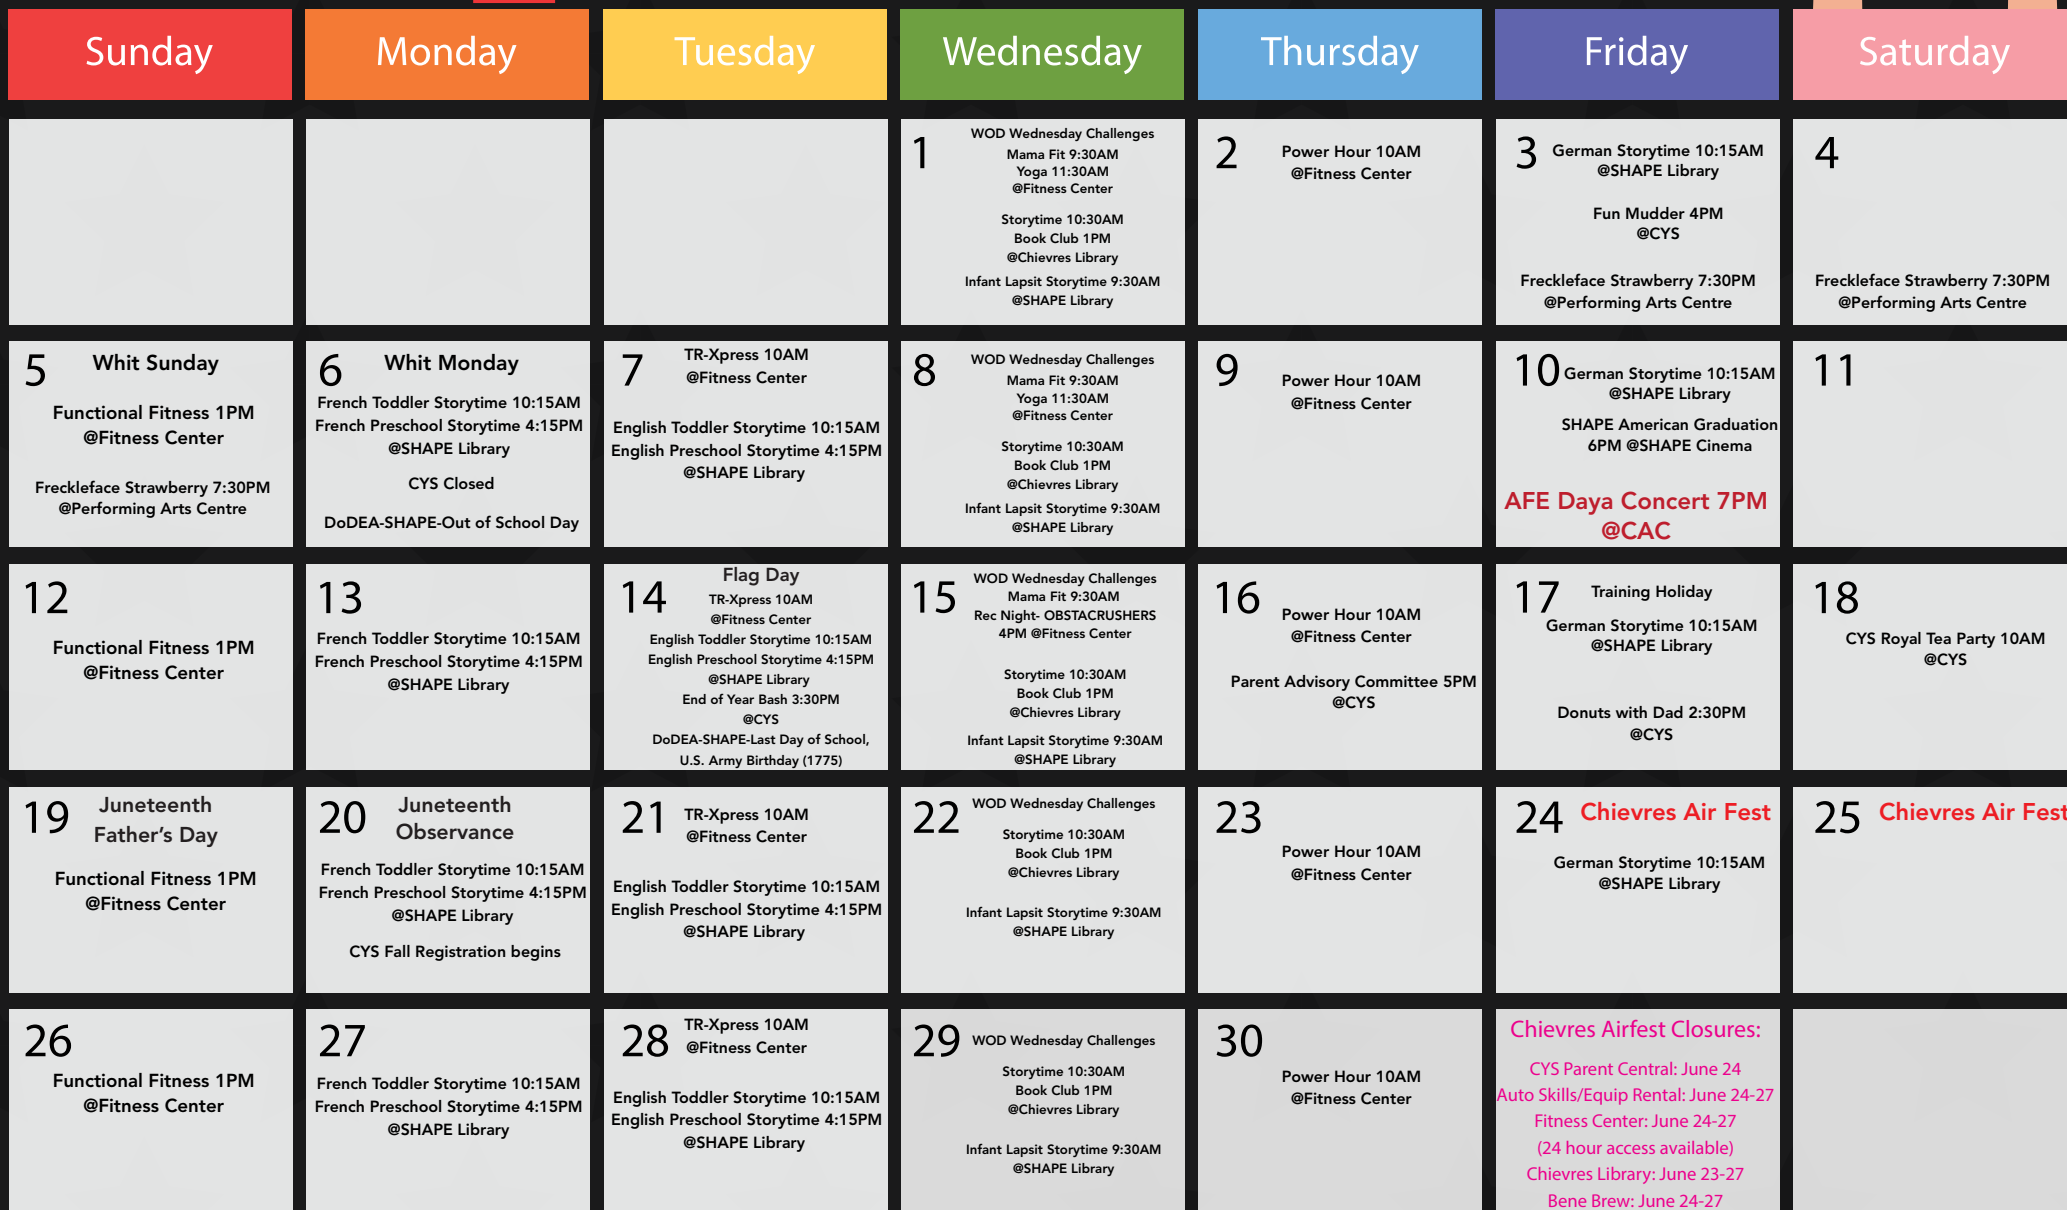 Sunday
Monday
Tuesday
Wednesday
Thursday
Friday
Saturday
1
WOD Wednesday Challenges
Mama Fit 9:30AM
Yoga 11:30AM
@Fitness Center
Storytime 10:30AM
Book Club 1PM
@Chievres Library
Infant Lapsit Storytime 9:30AM
@SHAPE Library
2
Power Hour 10AM
@Fitness Center
3
German Storytime 10:15AM
@SHAPE Library
Fun Mudder 4PM
@CYS
Freckleface Strawberry 7:30PM
@Performing Arts Centre
4
Freckleface Strawberry 7:30PM
@Performing Arts Centre
5
Whit Sunday
Functional Fitness 1PM
@Fitness Center
Freckleface Strawberry 7:30PM
@Performing Arts Centre
6
Whit Monday
French Toddler Storytime 10:15AM
French Preschool Storytime 4:15PM
@SHAPE Library
CYS Closed
DoDEA-SHAPE-Out of School Day
7
TR-Xpress 10AM
@Fitness Center
English Toddler Storytime 10:15AM
English Preschool Storytime 4:15PM
@SHAPE Library
8
WOD Wednesday Challenges
Mama Fit 9:30AM
Yoga 11:30AM
@Fitness Center
Storytime 10:30AM
Book Club 1PM
@Chievres Library
Infant Lapsit Storytime 9:30AM
@SHAPE Library
9
Power Hour 10AM
@Fitness Center
10
German Storytime 10:15AM
@SHAPE Library
SHAPE American Graduation
6PM @SHAPE Cinema
AFE Daya Concert 7PM
@CAC
11
12
Functional Fitness 1PM
@Fitness Center
13
French Toddler Storytime 10:15AM
French Preschool Storytime 4:15PM
@SHAPE Library
14
Flag Day
TR-Xpress 10AM
@Fitness Center
English Toddler Storytime 10:15AM
English Preschool Storytime 4:15PM
@SHAPE Library
End of Year Bash 3:30PM
@CYS
DoDEA-SHAPE-Last Day of School,
U.S. Army Birthday (1775)
15
WOD Wednesday Challenges
Mama Fit 9:30AM
Rec Night- OBSTACRUSHERS
4PM @Fitness Center
Storytime 10:30AM
Book Club 1PM
@Chievres Library
Infant Lapsit Storytime 9:30AM
@SHAPE Library
16
Power Hour 10AM
@Fitness Center
Parent Advisory Committee 5PM
@CYS
17
Training Holiday
German Storytime 10:15AM
@SHAPE Library
Donuts with Dad 2:30PM
@CYS
18
CYS Royal Tea Party 10AM
@CYS
19
Juneteenth
Father's Day
Functional Fitness 1PM
@Fitness Center
20
Juneteenth
Observance
French Toddler Storytime 10:15AM
French Preschool Storytime 4:15PM
@SHAPE Library
CYS Fall Registration begins
21
TR-Xpress 10AM
@Fitness Center
English Toddler Storytime 10:15AM
English Preschool Storytime 4:15PM
@SHAPE Library
22
WOD Wednesday Challenges
Storytime 10:30AM
Book Club 1PM
@Chievres Library
Infant Lapsit Storytime 9:30AM
@SHAPE Library
23
Power Hour 10AM
@Fitness Center
24
Chievres Air Fest
German Storytime 10:15AM
@SHAPE Library
25
Chievres Air Fest
26
Functional Fitness 1PM
@Fitness Center
27
French Toddler Storytime 10:15AM
French Preschool Storytime 4:15PM
@SHAPE Library
28
TR-Xpress 10AM
@Fitness Center
English Toddler Storytime 10:15AM
English Preschool Storytime 4:15PM
@SHAPE Library
29
WOD Wednesday Challenges
Storytime 10:30AM
Book Club 1PM
@Chievres Library
Infant Lapsit Storytime 9:30AM
@SHAPE Library
30
Power Hour 10AM
@Fitness Center
Chievres Airfest Closures:
CYS Parent Central: June 24
Auto Skills/Equip Rental: June 24-27
Fitness Center: June 24-27
(24 hour access available)
Chievres Library: June 23-27
Bene Brew: June 24-27